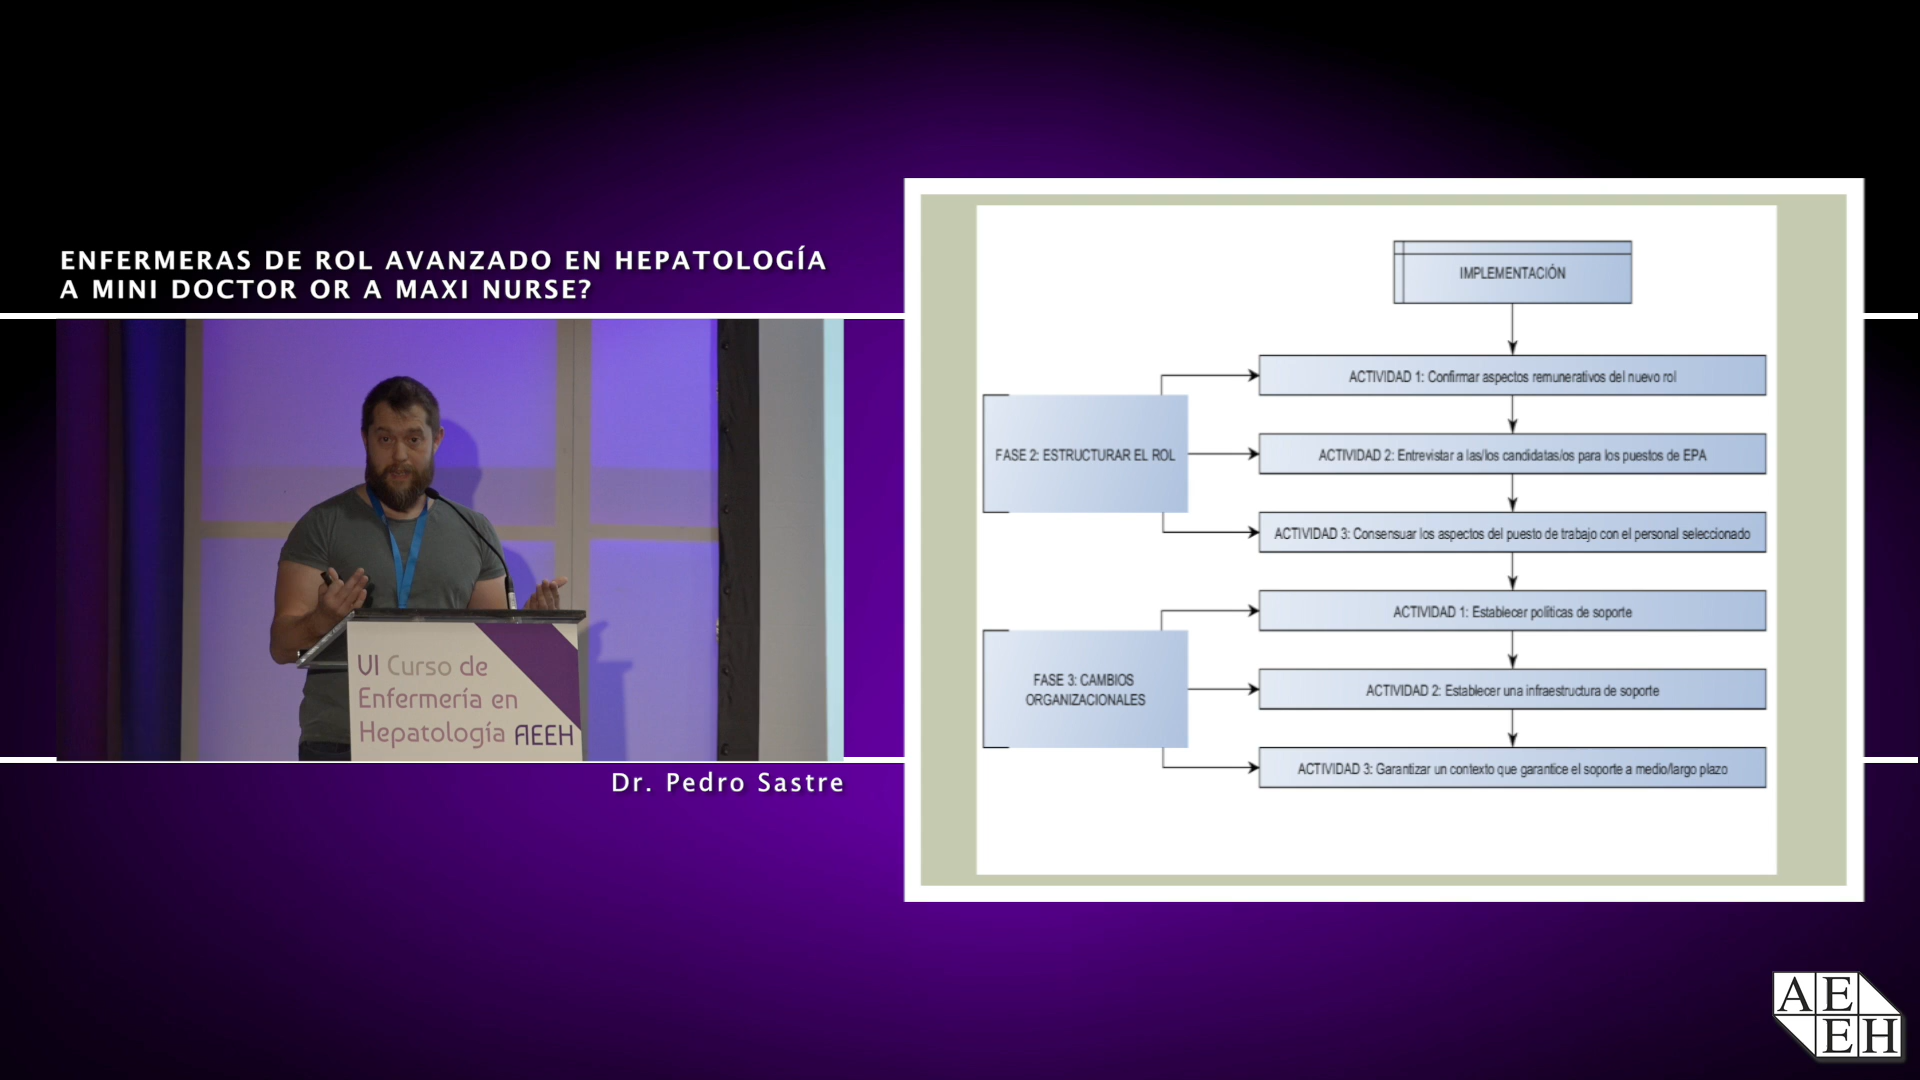 ENFERMERAS DE ROL AVANZADO EN HEPATOLOGÍA
A MINI DOCTOR OR A MAXI NURSE?
VI Curso de
Enfermería en
Hepatología AEEH
Dr. Pedro Sastre
IMPLEMENTACIÓN
FASE 2: ESTRUCTURAR EL ROL
ACTIVIDAD 1: Confirmar aspectos remunerativos del nuevo rol
ACTIVIDAD 2: Entrevistar a las/los candidatas/os para los puestos de EPA
ACTIVIDAD 3: Consensuar los aspectos del puesto de trabajo con el personal seleccionado
FASE 3: CAMBIOS
ORGANIZACIONALES
ACTIVIDAD 1: Establecer políticas de soporte
ACTIVIDAD 2: Establecer una infraestructura de soporte
ACTIVIDAD 3: Garantizar un contexto que garantice el soporte a medio/largo plazo
AE
EH